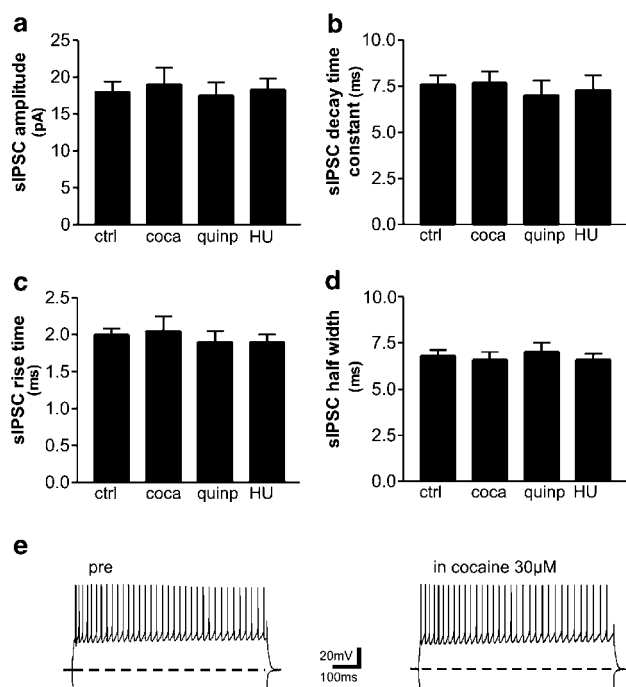 a
sIPSC amplitude
(pA)
25
20
15
10
5
0
ctrl coca quinp HU
b
sIPSC decay time
constant (ms)
10.0
7.5
5.0
2.5
0.0
ctrl coca quinp HU
c
sIPSC rise time
(ms)
2.5
2.0
1.5
1.0
0.5
0.0
ctrl coca quinp HU
d
sIPSC half width
(ms)
10.0
7.5
5.0
2.5
0.0
ctrl coca quinp HU
e
pre
in cocaine 30µM
20mV
100ms